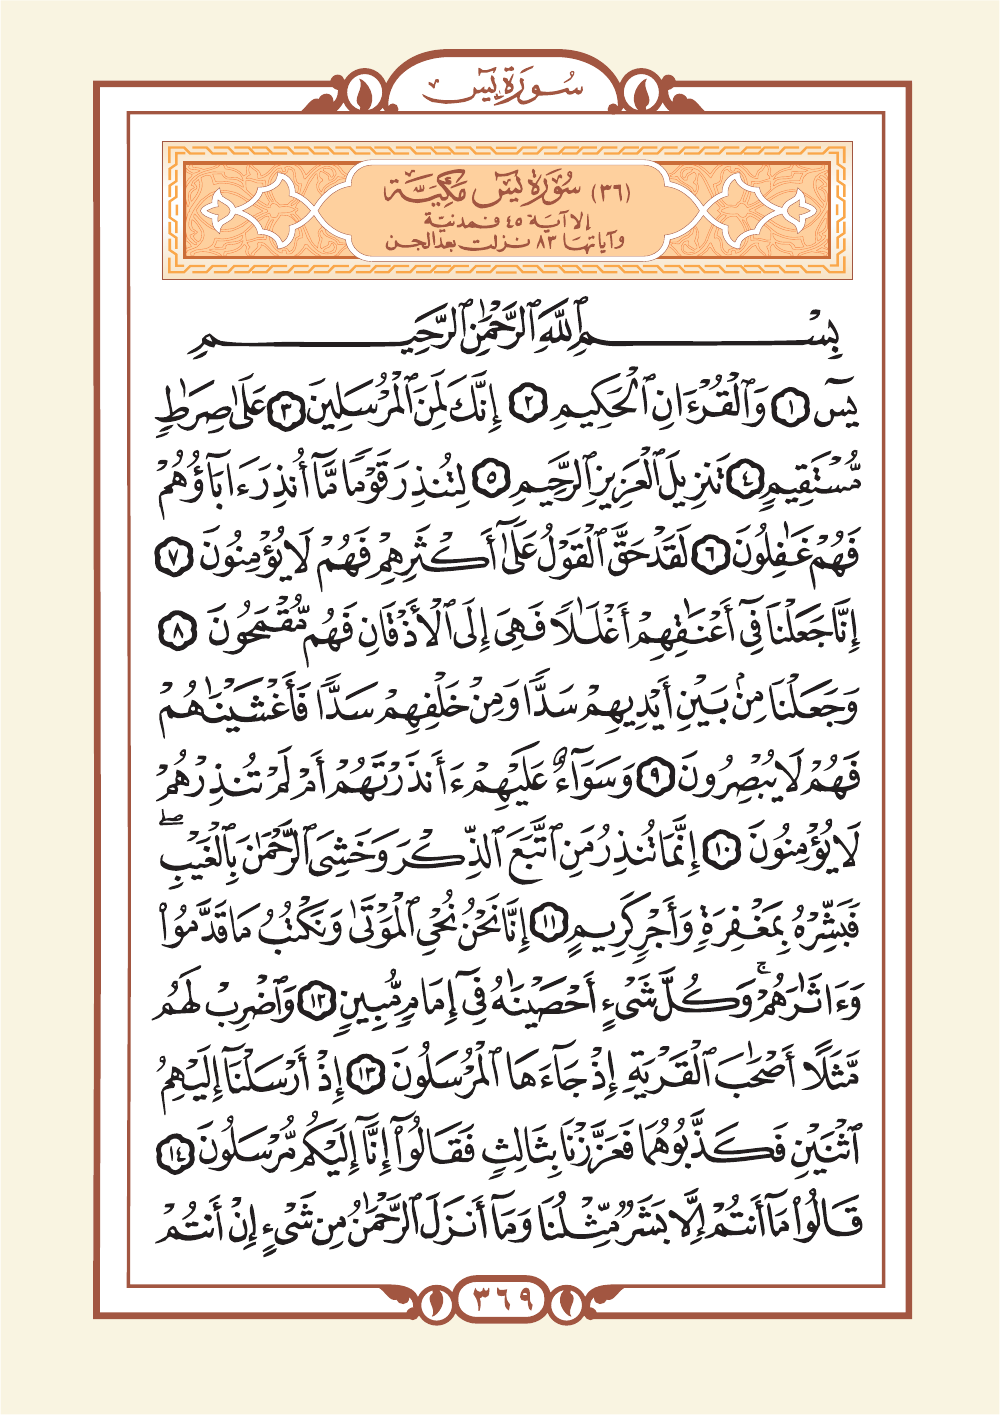 سُورَةُ يسٓ
(٣٦) سُورَةُ يسٓ مَكِيَّة
إلا آية ٤٥ فمدنية
وآياتها ٨٣ نزلت بعد الجن
بِسْمِ ٱللَّهِ ٱلرَّحْمَٰنِ ٱلرَّحِيمِ
يسٓ ١ وَٱلْقُرْءَانِ ٱلْحَكِيمِ ٢ إِنَّكَ لَمِنَ ٱلْمُرْسَلِينَ ٣ عَلَىٰ صِرَٰطٍ
مُّسْتَقِيمٍ ٤ تَنزِيلَ ٱلْعَزِيزِ ٱلرَّحِيمِ ٥ لِتُنذِرَ قَوْمًا مَّآ أُنذِرَ ءَابَآؤُهُمْ
فَهُمْ غَٰفِلُونَ ٦ لَقَدْ حَقَّ ٱلْقَوْلُ عَلَىٰٓ أَكْثَرِهِمْ فَهُمْ لَا يُؤْمِنُونَ ٧
إِنَّا جَعَلْنَا فِىٓ أَعْنَٰقِهِمْ أَغْلَٰلًا فَهِىَ إِلَى ٱلْأَذْقَانِ فَهُم مُّقْمَحُونَ ٨
وَجَعَلْنَا مِنۢ بَيْنِ أَيْدِيهِمْ سَدًّا وَمِنْ خَلْفِهِمْ سَدًّا فَأَغْشَيْنَٰهُمْ
فَهُمْ لَا يُبْصِرُونَ ٩ وَسَوَآءٌ عَلَيْهِمْ ءَأَنذَرْتَهُمْ أَمْ لَمْ تُنذِرْهُمْ
لَا يُؤْمِنُونَ ١٠ إِنَّمَا تُنذِرُ مَنِ ٱتَّبَعَ ٱلذِّكْرَ وَخَشِىَ ٱلرَّحْمَٰنَ بِٱلْغَيْبِ ۖ
فَبَشِّرْهُ بِمَغْفِرَةٍ وَأَجْرٍ كَرِيمٍ ١١ إِنَّا نَحْنُ نُحْىِ ٱلْمَوْتَىٰ وَنَكْتُبُ مَا قَدَّمُوا۟
وَءَاثَٰرَهُمْ ۚ وَكُلَّ شَىْءٍ أَحْصَيْنَٰهُ فِىٓ إِمَامٍ مُّبِينٍ ١٢ وَٱضْرِبْ لَهُم
مَّثَلًا أَصْحَٰبَ ٱلْقَرْيَةِ إِذْ جَآءَهَا ٱلْمُرْسَلُونَ ١٣ إِذْ أَرْسَلْنَآ إِلَيْهِمُ
ٱثْنَيْنِ فَكَذَّبُوهُمَا فَعَزَّزْنَا بِثَالِثٍ فَقَالُوٓا۟ إِنَّآ إِلَيْكُم مُّرْسَلُونَ ١٤
قَالُوا۟ مَآ أَنتُمْ إِلَّا بَشَرٌ مِّثْلُنَا وَمَآ أَنزَلَ ٱلرَّحْمَٰنُ مِن شَىْءٍ إِنْ أَنتُمْ
٣٦٩